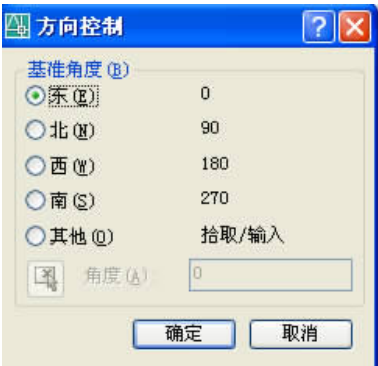 方向控制
基准角度(B)
东(E) 0
北(N) 90
西(W) 180
南(S) 270
其他(O) 拾取/输入
角度(A) 0
确定 取消